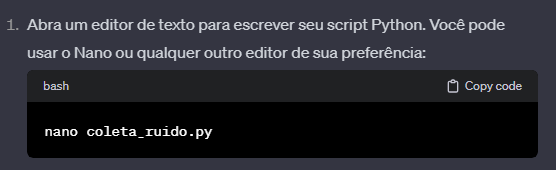 1. Abra um editor de texto para escrever seu script Python. Você pode
usar o Nano ou qualquer outro editor de sua preferência:
bash Copy code
nano coleta_ruido.py